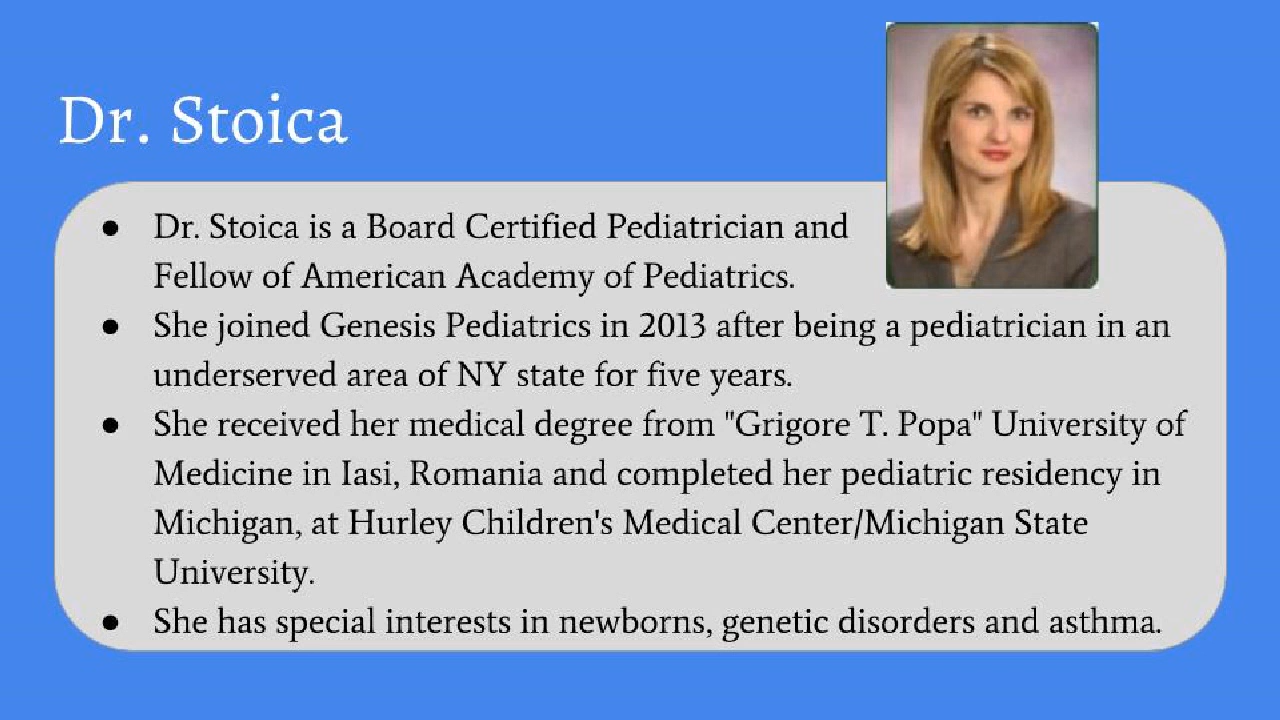 Dr. Stoica
● Dr. Stoica is a Board Certified Pediatrician and
Fellow of American Academy of Pediatrics.
● She joined Genesis Pediatrics in 2013 after being a pediatrician in an
underserved area of NY state for five years.
● She received her medical degree from "Grigore T. Popa" University of
Medicine in Iasi, Romania and completed her pediatric residency in
Michigan, at Hurley Children's Medical Center/Michigan State
University.
● She has special interests in newborns, genetic disorders and asthma.